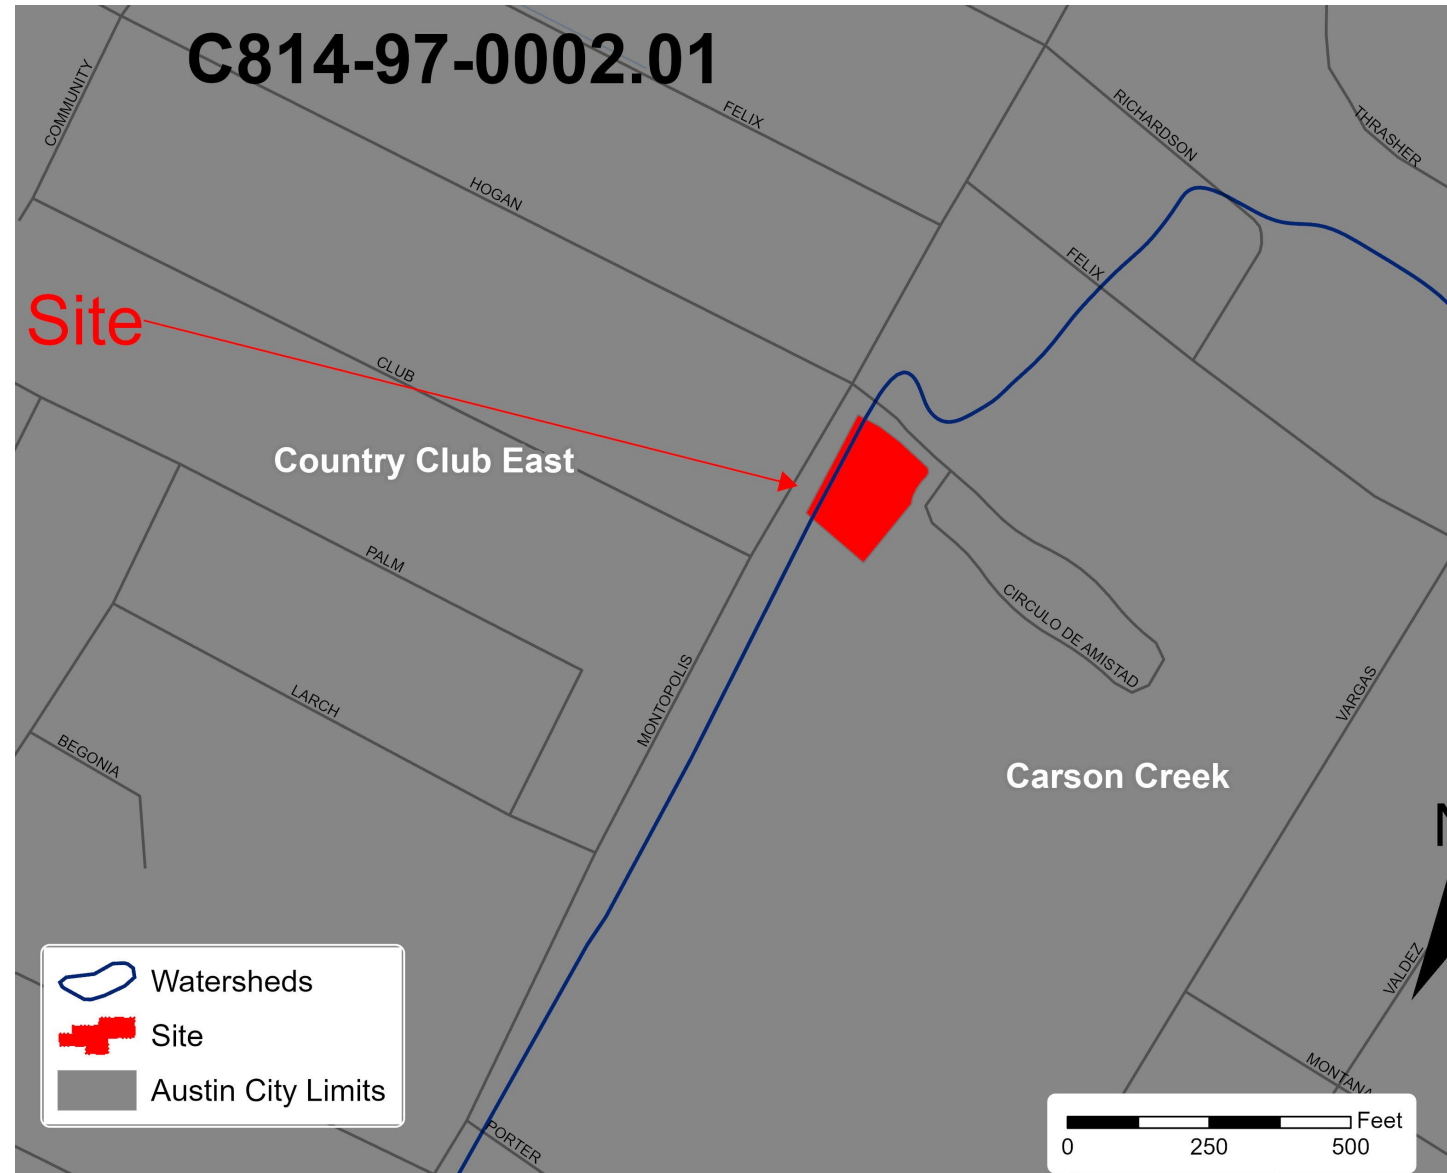 C814-97-0002.01
COMMUNITY
FELIX
RICHARDSON
THRASHER
HOGAN
FELIX
Site
CLUB
Country Club East
PALM
CIRCULO DE AMISTAD
MONTOPOLIS
VARGAS
LARCH
BEGONIA
Carson Creek
N
VALDEZ
Watersheds
Site
Austin City Limits
MONTANA
PORTER
Feet
0 250 500